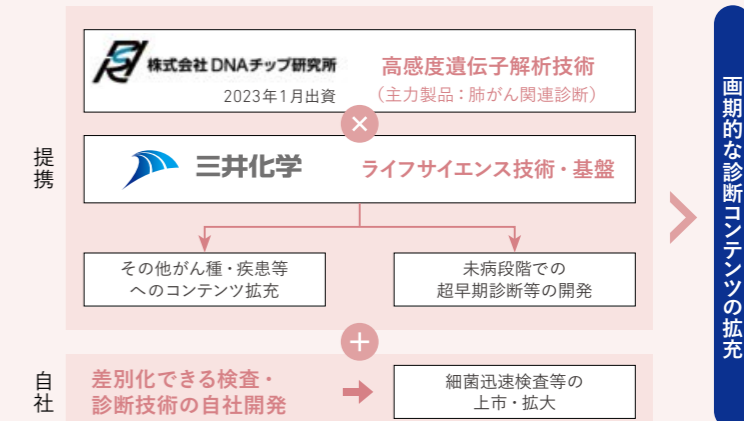 提携
株式会社 DNAチップ研究所
2023年1月出資
高感度遺伝子解析技術
（主力製品：肺がん関連診断）
×
三井化学
ライフサイエンス技術・基盤
その他がん種・疾患等
へのコンテンツ拡充
未病段階での
超早期診断等の開発
+
自社
差別化できる検査・
診断技術の自社開発
細菌迅速検査等の
上市・拡大
画期的な診断コンテンツの拡充